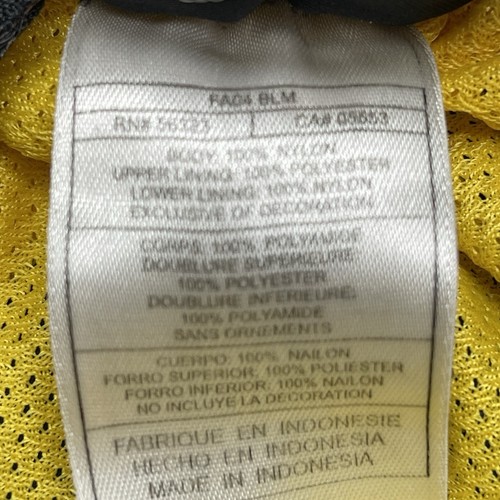 FA04 BLM
RN# 56323 CA# 05553
BODY: 100% NYLON
UPPER LINING: 100% POLYESTER
LOWER LINING: 100% NYLON
EXCLUSIVE OF DECORATION
CORPS: 100% POLYAMIDE
DOUBLURE SUPERIEURE:
100% POLYESTER
DOUBLURE INFERIEURE:
100% POLYAMIDE
SANS ORNEMENTS
CUERPO: 100% NAILON
FORRO SUPERIOR: 100% POLIESTER
FORRO INFERIOR: 100% NAILON
NO INCLUYE LA DECORATION
FABRIQUE EN INDONESIE
HECHO EN INDONESIA
MADE IN INDONESIA